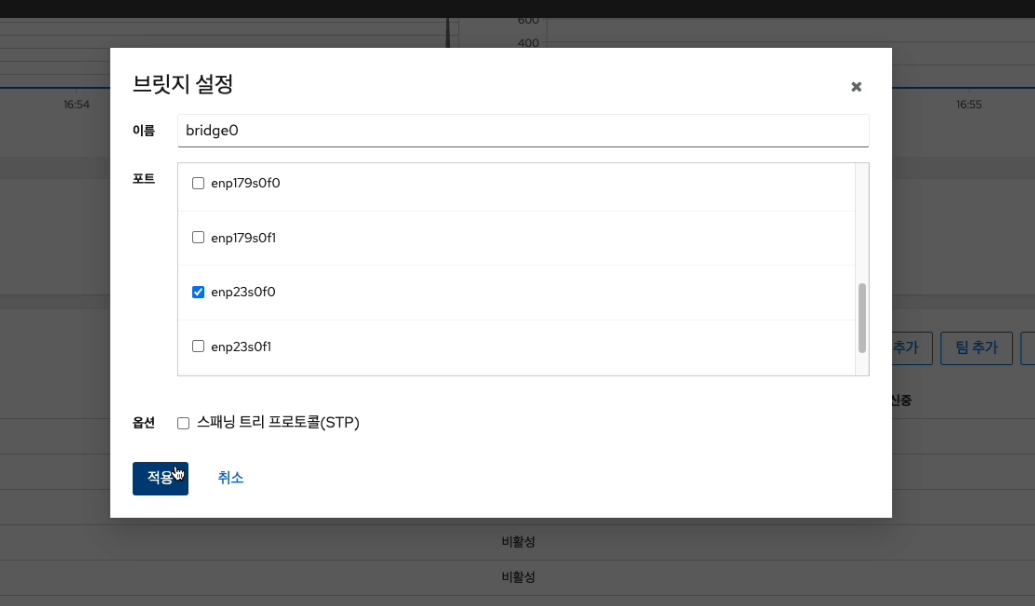 600
400
브릿지 설정
16:54
16:55
이름
bridge0
포트
enp179s0f0
enp179s0f1
enp23s0f0
enp23s0f1
추가
팀 추가
신중
옵션
스패닝 트리 프로토콜(STP)
적용
취소
비활성
비활성